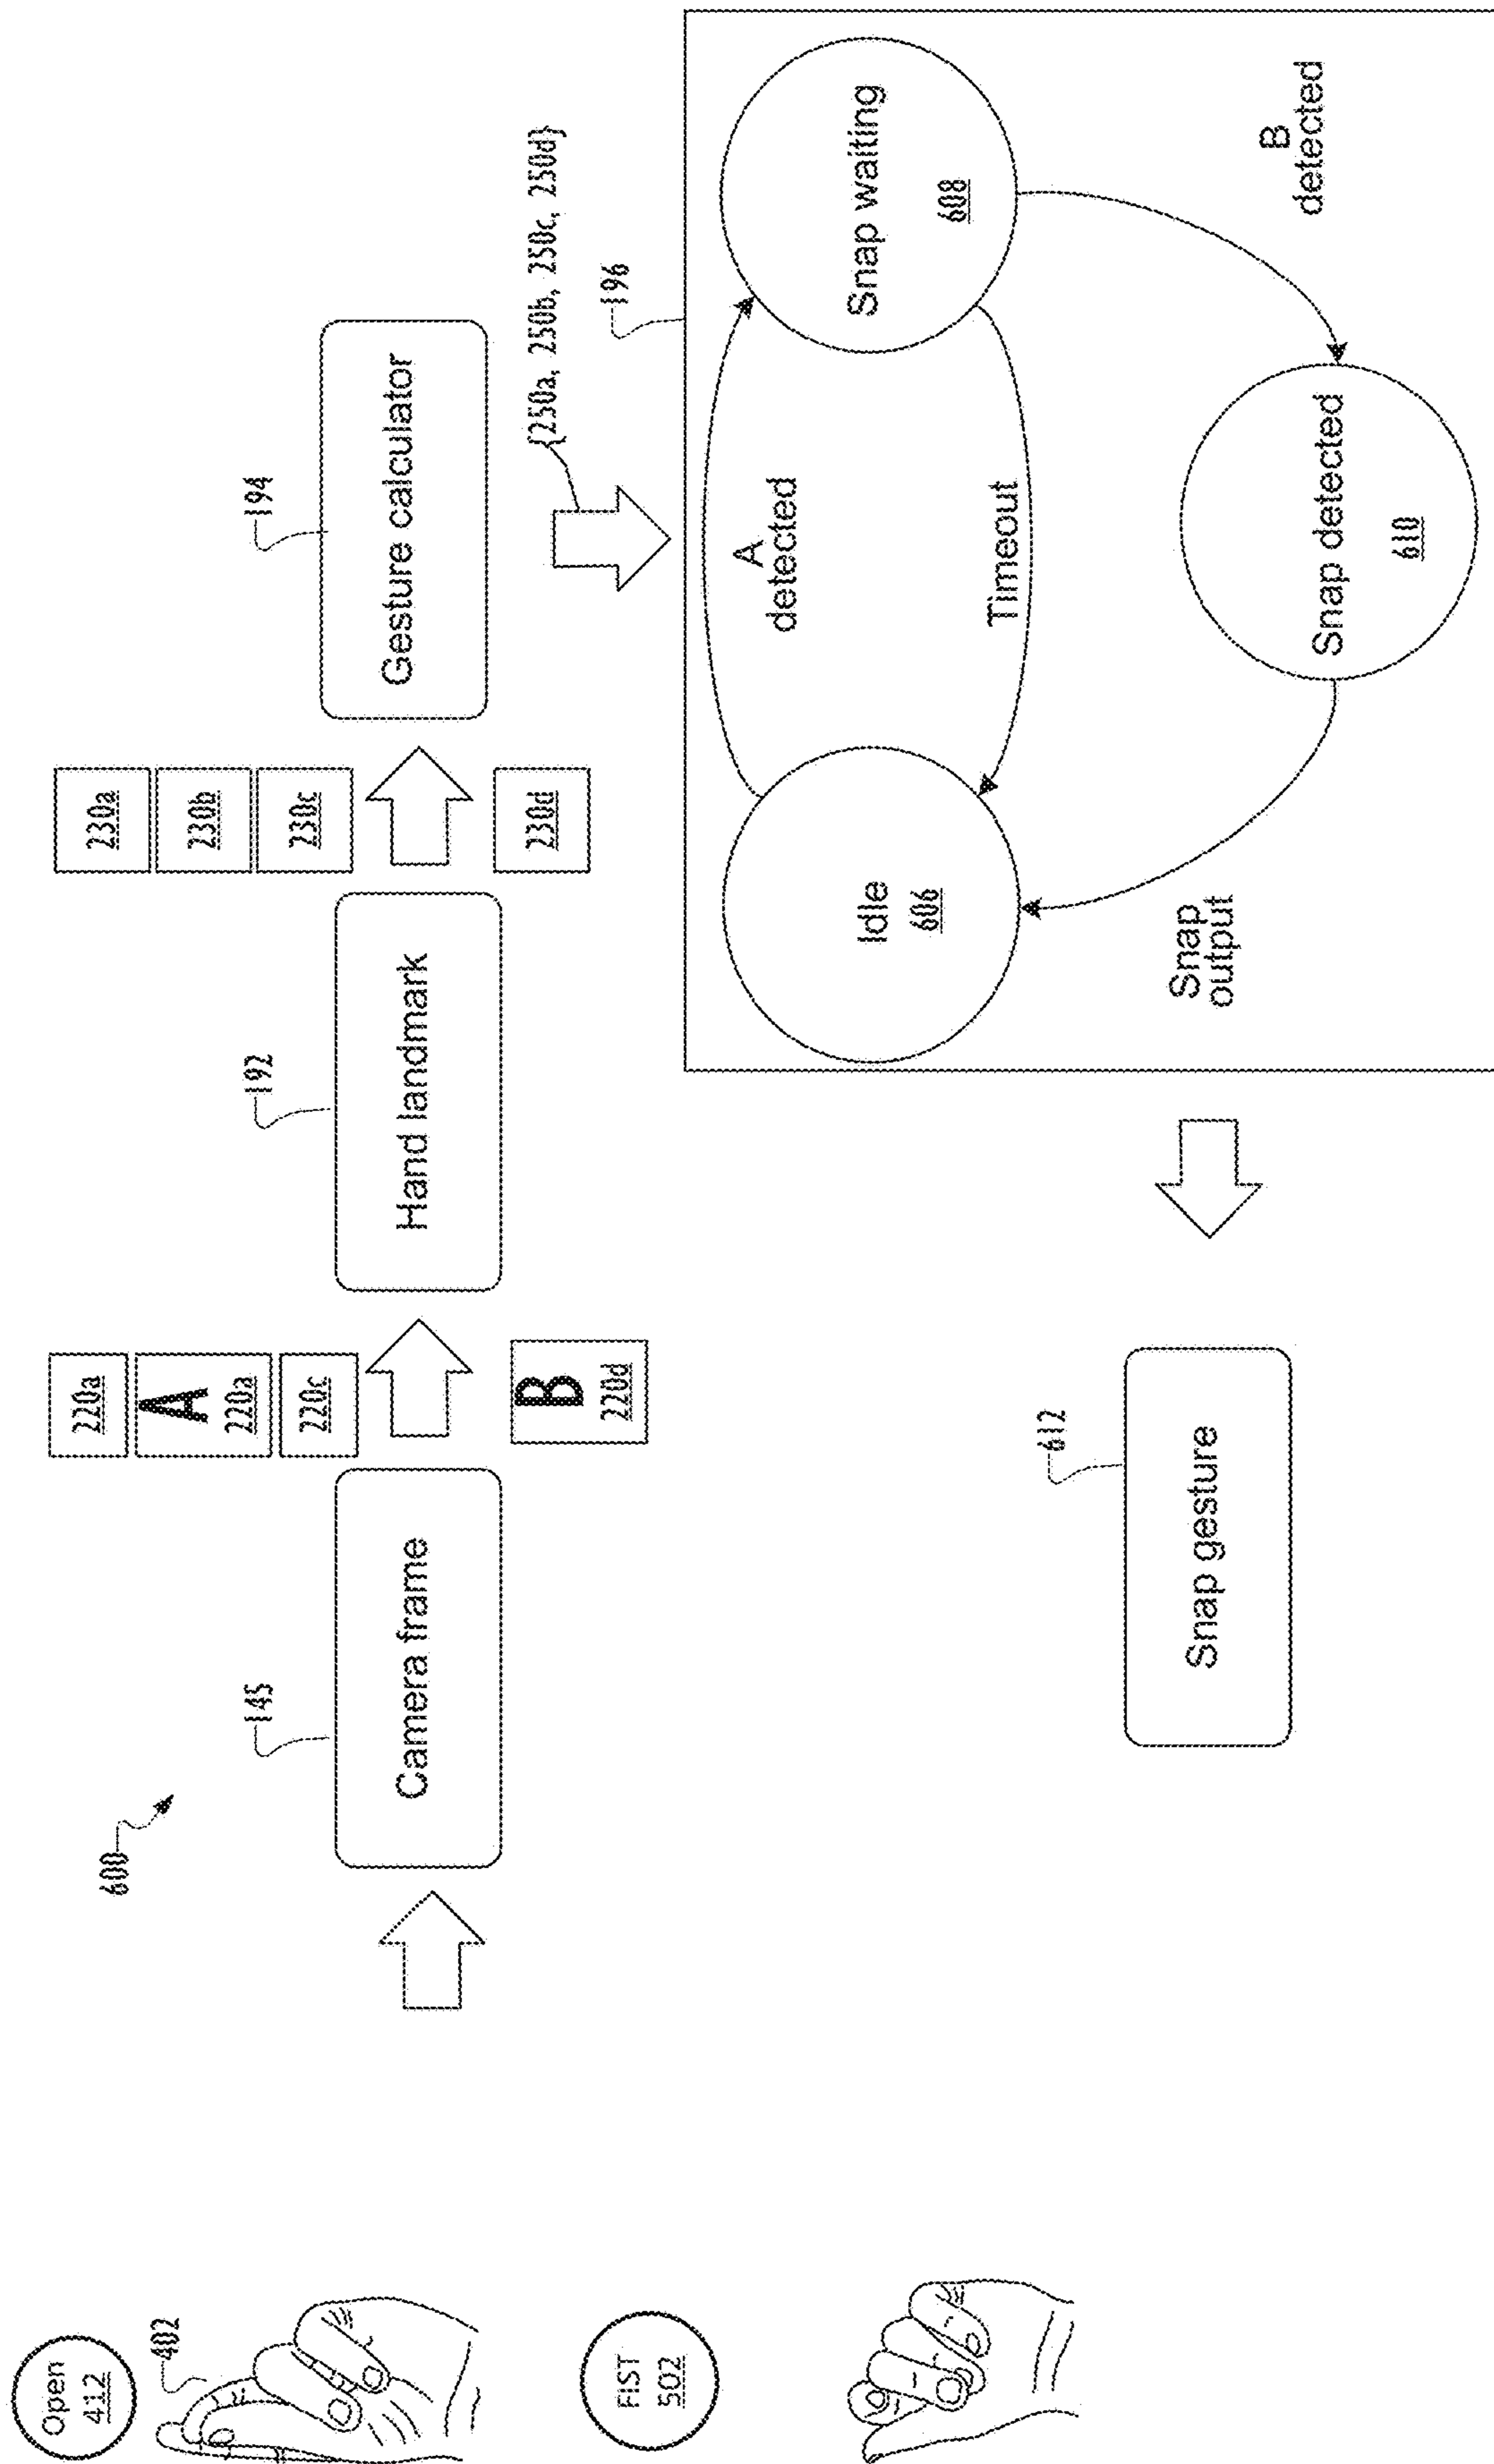 Open
412
402
FIST
502
600
145
Camera frame
220a
A
220a
220c
B
220d
192
Hand landmark
230a
230b
230c
230d
194
Gesture calculator
{250a, 250b, 250c, 250d}
196
Idle
606
A
detected
Timeout
Snap waiting
608
B
detected
Snap detected
610
Snap
output
612
Snap gesture